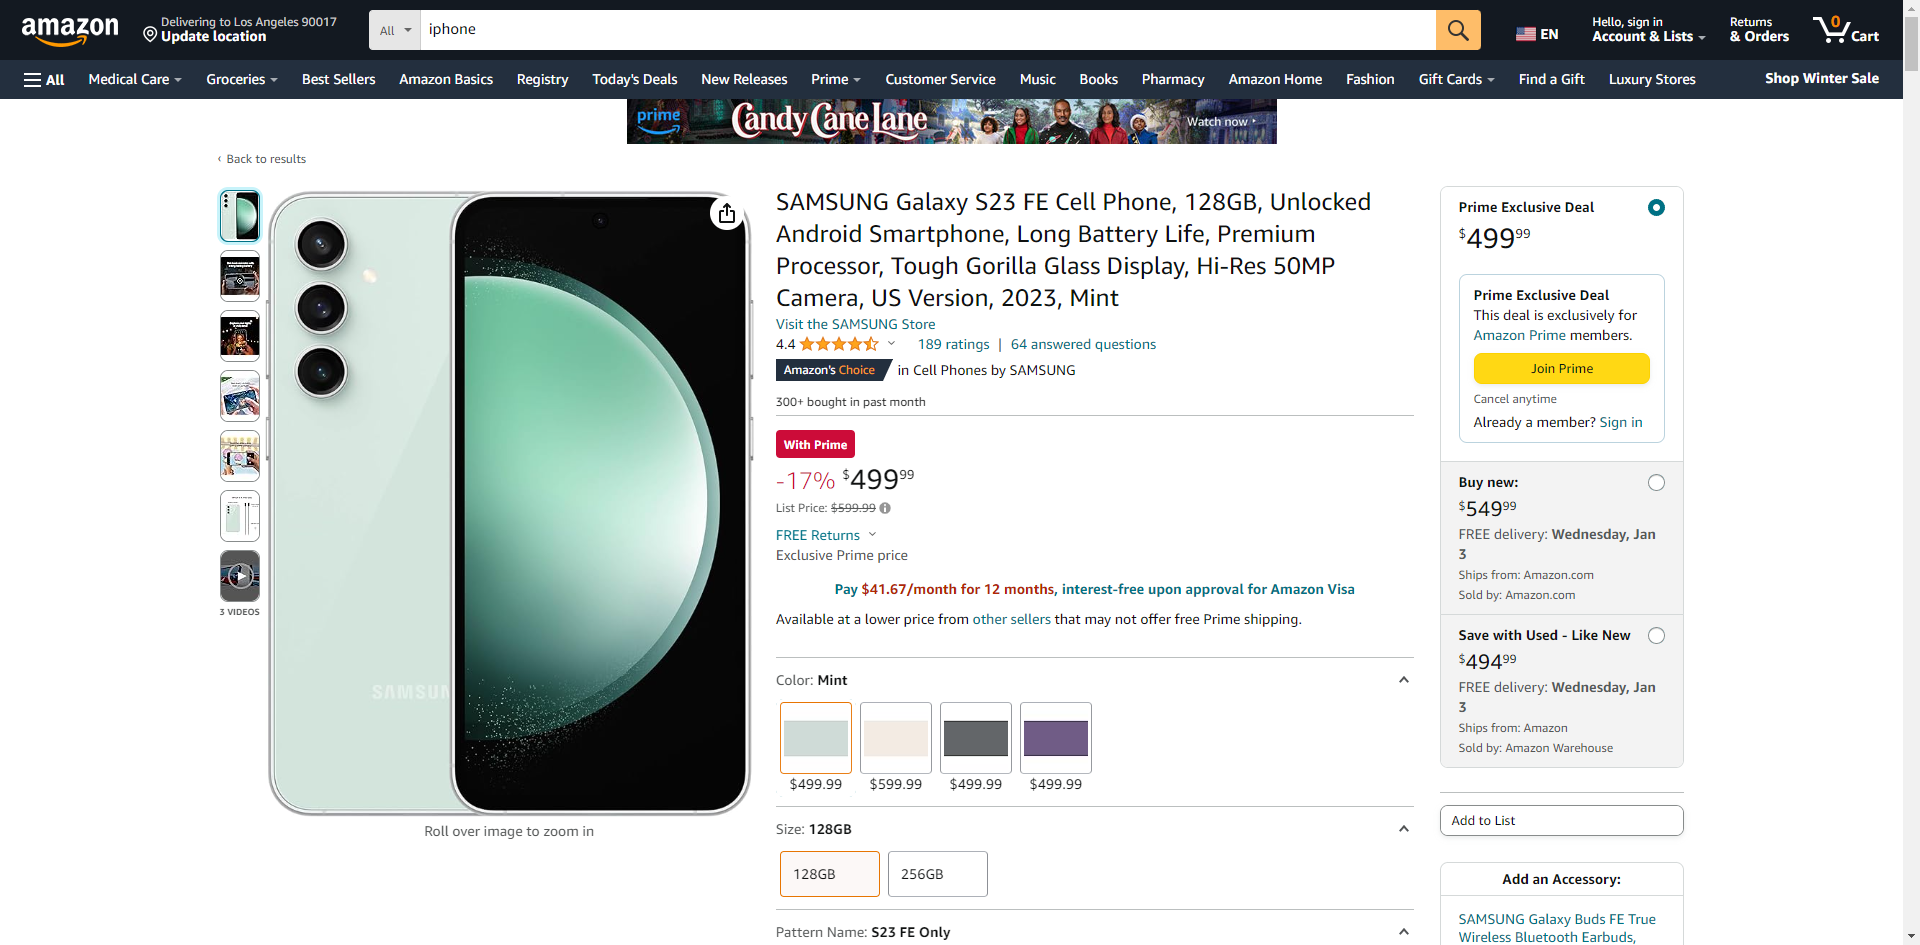 amazon
Delivering to Los Angeles 90017
Update location
All
iphone
EN
Hello, sign in
Account & Lists
Returns
& Orders
0
Cart
All
Medical Care
Groceries
Best Sellers
Amazon Basics
Registry
Today's Deals
New Releases
Prime
Customer Service
Music
Books
Pharmacy
Amazon Home
Fashion
Gift Cards
Find a Gift
Luxury Stores
Shop Winter Sale
prime
Candy Cane Lane
Watch now
‹ Back to results
3 VIDEOS
SAMSUN
Roll over image to zoom in
SAMSUNG Galaxy S23 FE Cell Phone, 128GB, Unlocked
Android Smartphone, Long Battery Life, Premium
Processor, Tough Gorilla Glass Display, Hi-Res 50MP
Camera, US Version, 2023, Mint
Visit the SAMSUNG Store
4.4
189 ratings | 64 answered questions
Amazon's Choice in Cell Phones by SAMSUNG
300+ bought in past month
With Prime
-17% $49999
List Price: $599.99
FREE Returns
Exclusive Prime price
Pay $41.67/month for 12 months, interest-free upon approval for Amazon Visa
Available at a lower price from other sellers that may not offer free Prime shipping.
Color: Mint
$499.99
$599.99
$499.99
$499.99
Size: 128GB
128GB
256GB
Pattern Name: S23 FE Only
Prime Exclusive Deal
$49999
Prime Exclusive Deal
This deal is exclusively for
Amazon Prime members.
Join Prime
Cancel anytime
Already a member? Sign in
Buy new:
$54999
FREE delivery: Wednesday, Jan
3
Ships from: Amazon.com
Sold by: Amazon.com
Save with Used - Like New
$49499
FREE delivery: Wednesday, Jan
3
Ships from: Amazon
Sold by: Amazon Warehouse
Add to List
Add an Accessory:
SAMSUNG Galaxy Buds FE True
Wireless Bluetooth Earbuds,